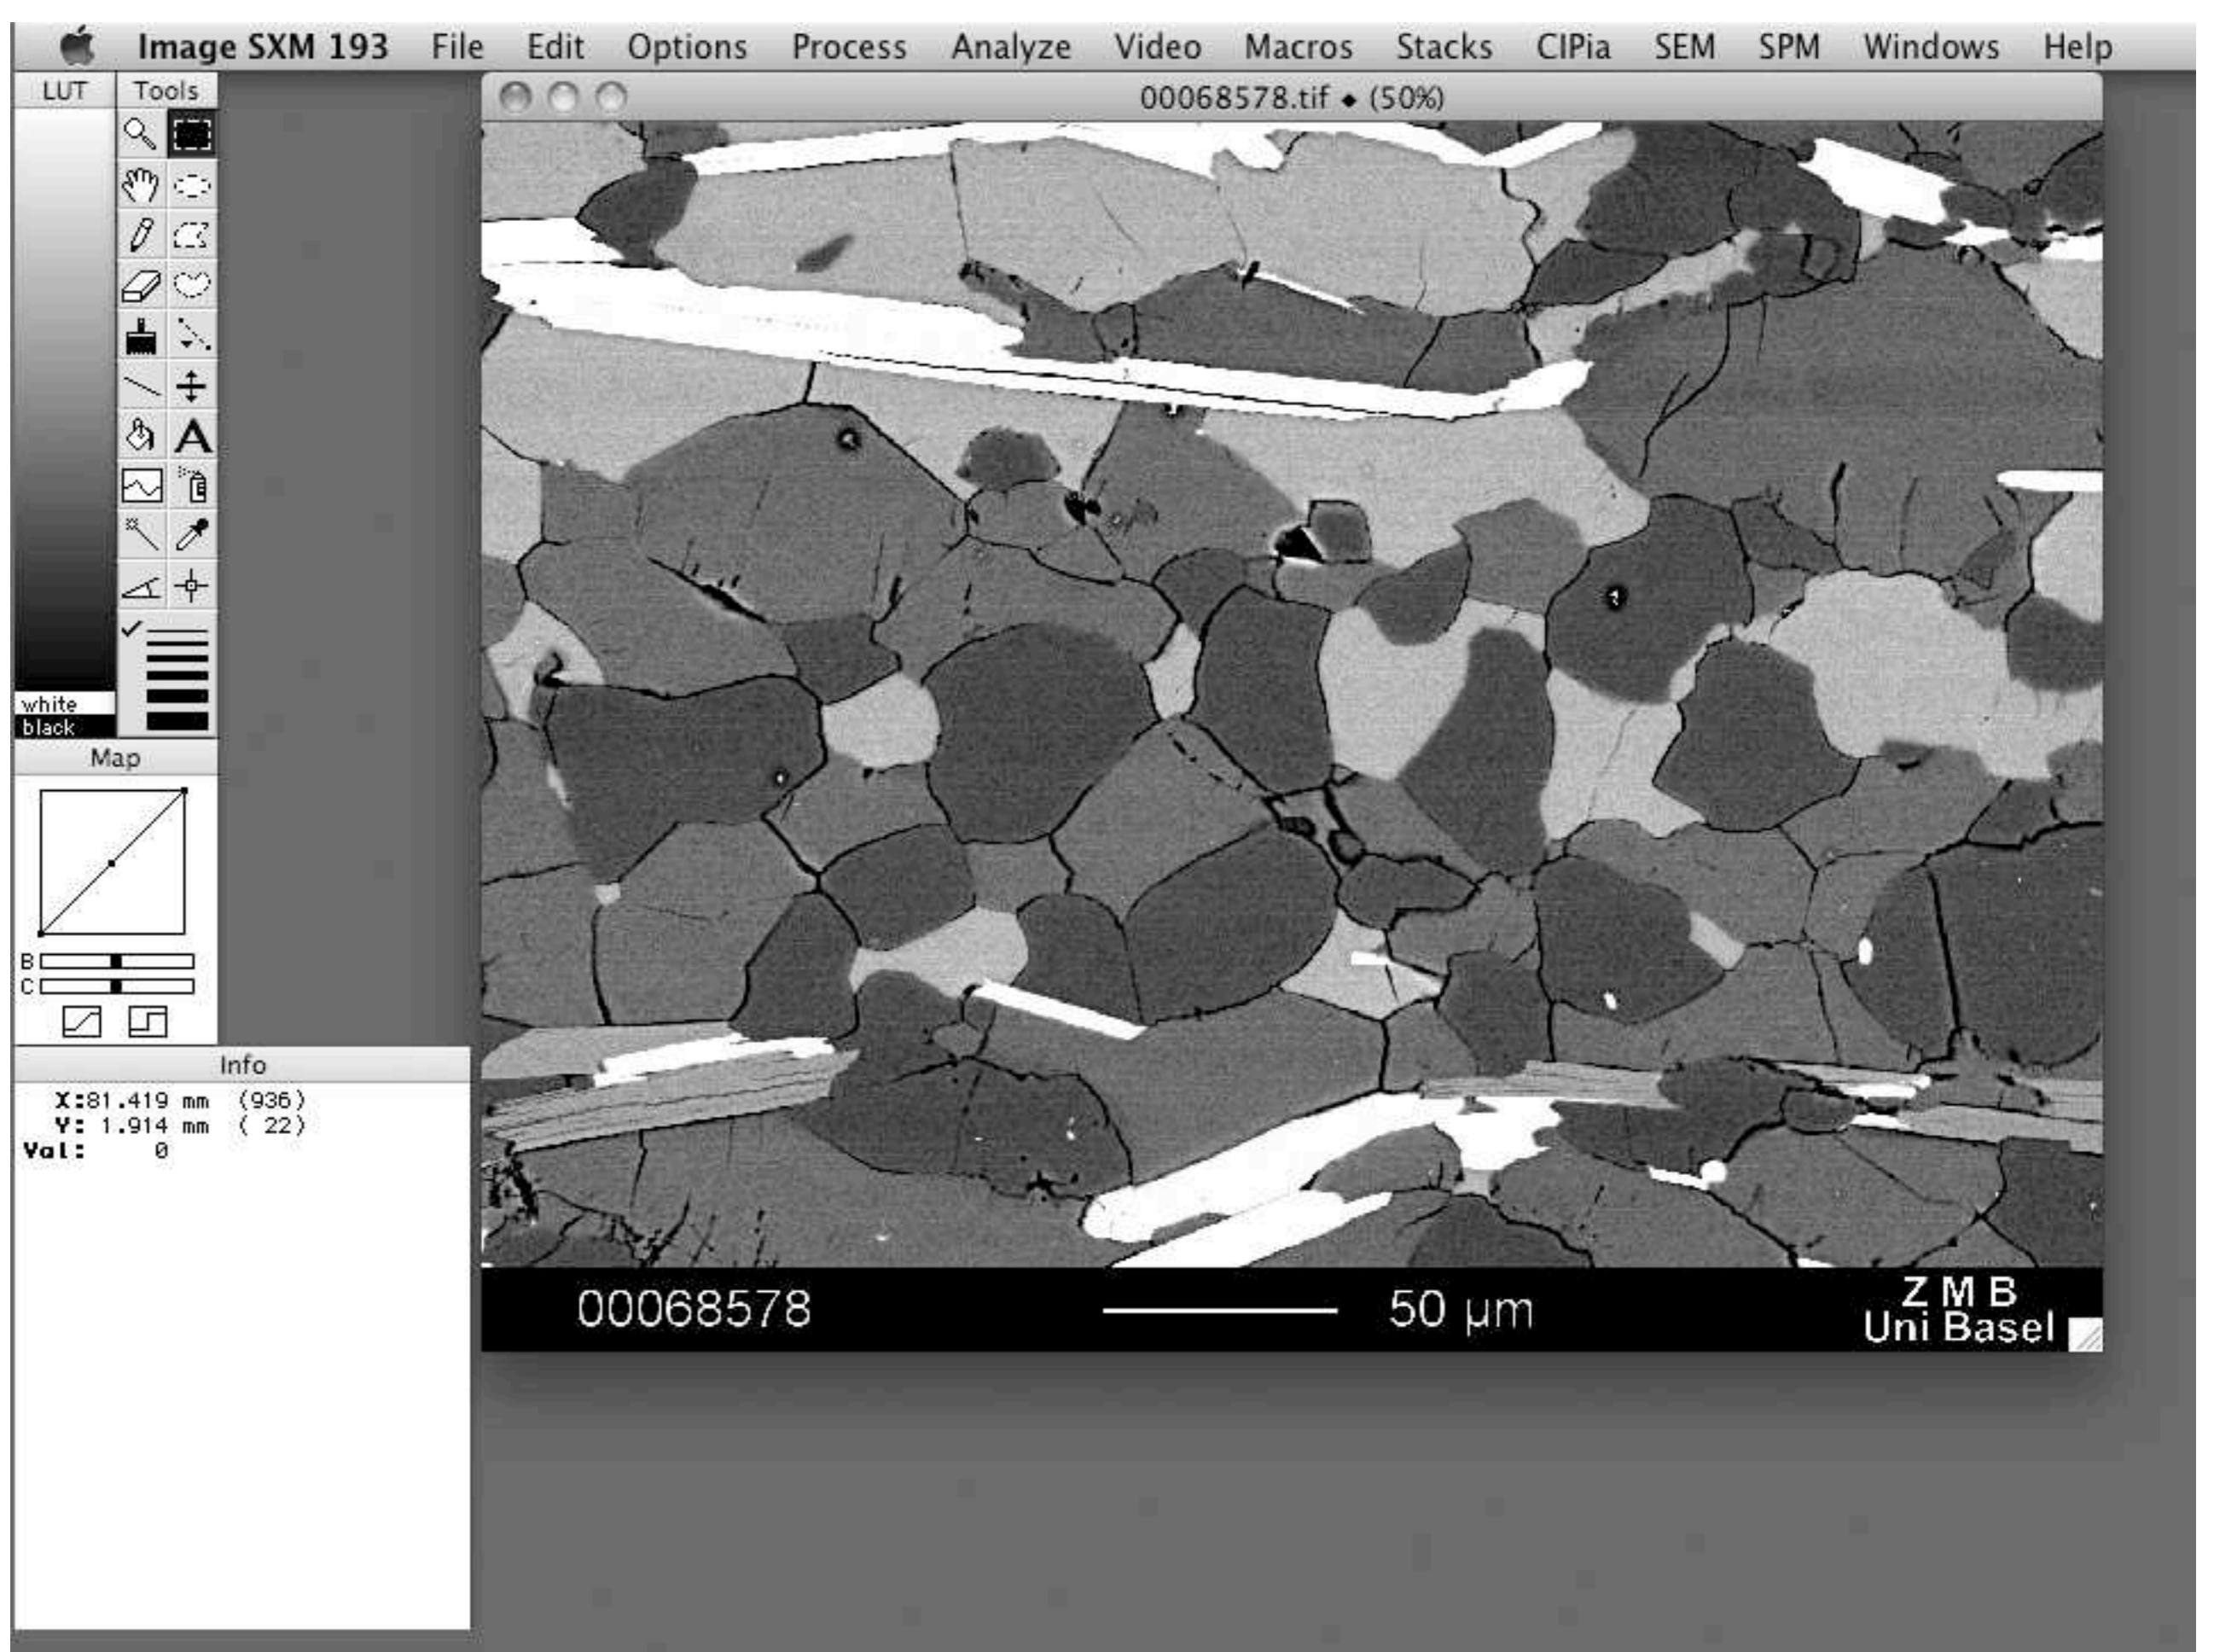 Image SXM 193 File Edit Options Process Analyze Video Macros Stacks CIPia SEM SPM Windows Help
LUT Tools
00068578.tif ⬥ (50%)
A
white
black
Map
B
C
Info
X:81.419 mm (936)
Y: 1.914 mm ( 22)
Val: 0
00068578 50 µm Z M B
Uni Basel